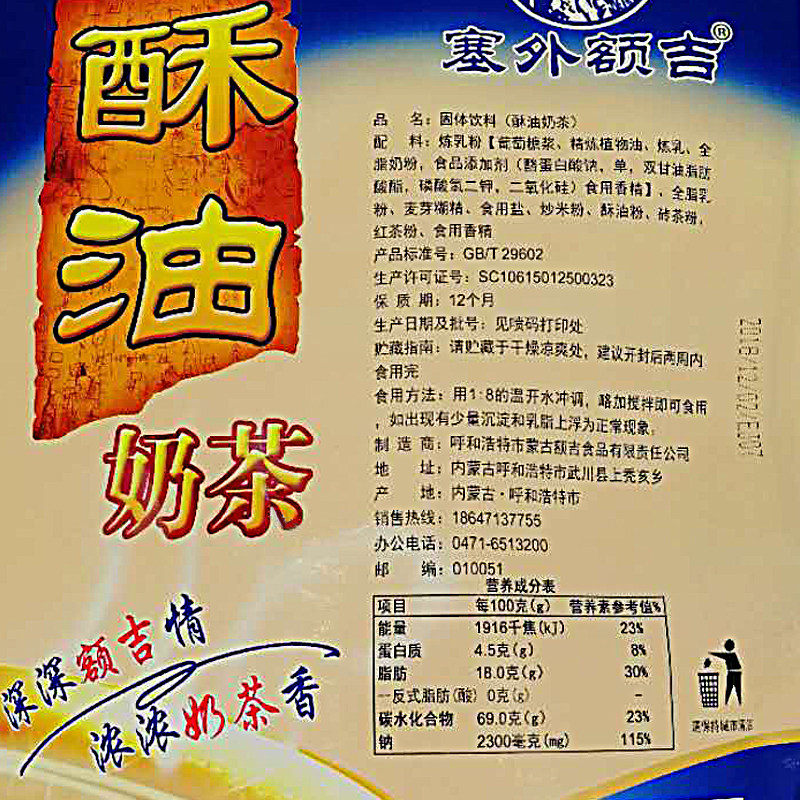 酥油
奶茶
深深额吉情
浓浓奶茶香
塞外额吉®
品 名：固体饮料（酥油奶茶）
配 料：炼乳粉【葡萄糖浆、精炼植物油、炼乳、全
脂奶粉，食品添加剂（酪蛋白酸钠，单，双甘油脂肪
酸酯，磷酸氢二钾，二氧化硅）食用香精】、全脂乳
粉、麦芽糊精、食用盐、炒米粉、酥油粉、砖茶粉，
红茶粉、食用香精
产品标准号：GB/T 29602
生产许可证号：SC10615012500323
保 质 期：12个月
生产日期及批号：见喷码打印处
贮藏指南：请贮藏于干燥凉爽处，建议开封后两周内
食用完
食用方法：用1:8的温开水冲调，略加搅拌即可食用
，如出现有少量沉淀和乳脂上浮为正常现象。
制 造 商：呼和浩特市蒙古额吉食品有限责任公司
地 址：内蒙古呼和浩特市武川县上秃亥乡
产 地：内蒙古·呼和浩特市
销售热线：18647137755
办公电话：0471-6513200
邮 编：010051
营养成分表
项目 每100克(g) 营养素参考值%
能量 1916千焦(kJ) 23%
蛋白质 4.5克(g) 8%
脂肪 18.0克(g) 30%
—反式脂肪(酸) 0克(g) -
碳水化合物 69.0克(g) 23%
钠 2300毫克(mg) 115%
2018/12/02/E107